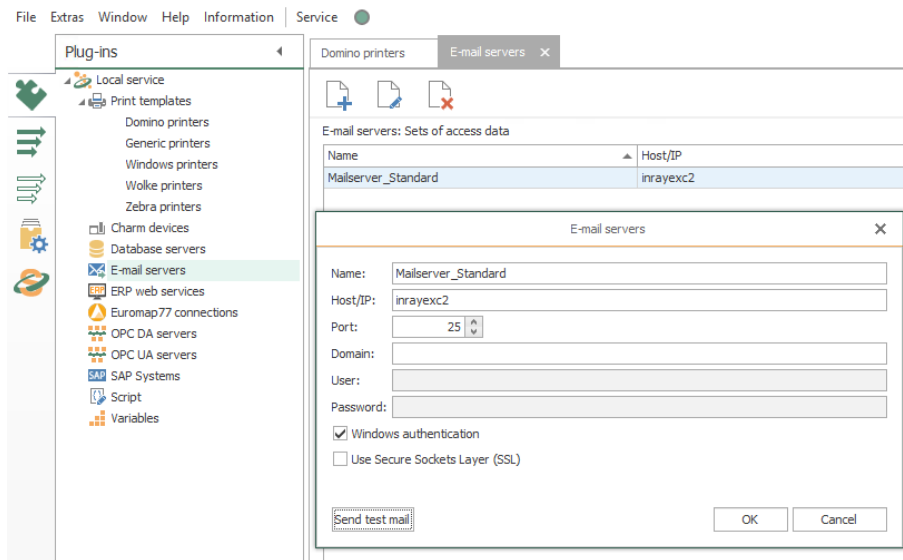 File Extras Window Help Information Service
Plug-ins
Local service
Print templates
Domino printers
Generic printers
Windows printers
Wolke printers
Zebra printers
Charm devices
Database servers
E-mail servers
ERP ERP web services
Euromap77 connections
OPC DA servers
OPC UA servers
SAP SAP Systems
Script
Variables
Domino printers E-mail servers
E-mail servers: Sets of access data
Name Host/IP
Mailserver_Standard inrayexc2
E-mail servers
Name: Mailserver_Standard
Host/IP: inrayexc2
Port: 25
Domain:
User:
Password:
Windows authentication
Use Secure Sockets Layer (SSL)
Send test mail OK Cancel